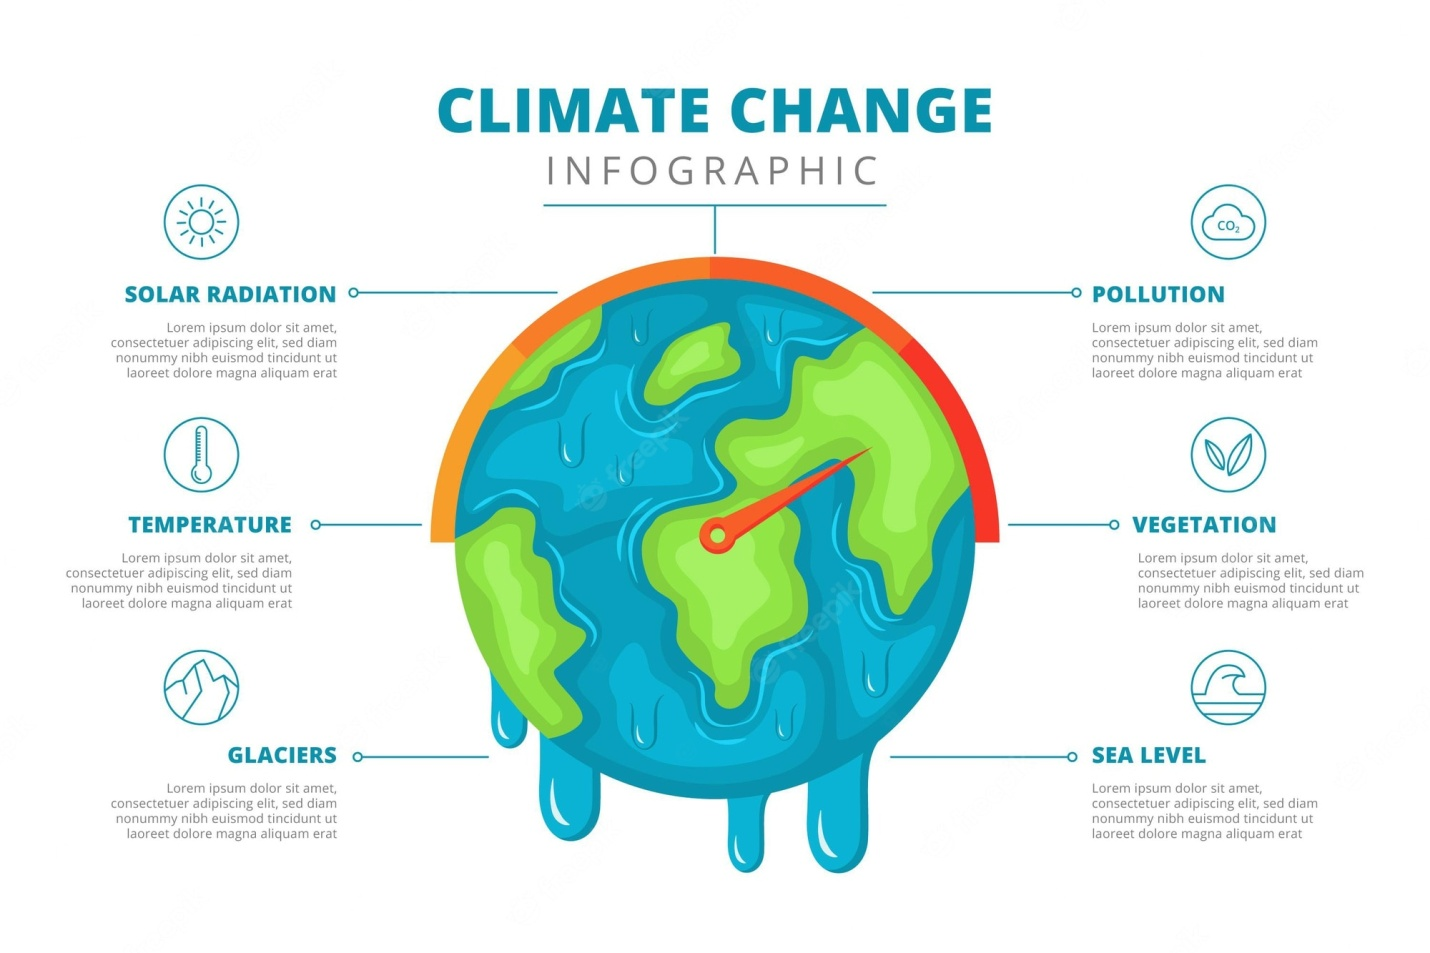 CLIMATE CHANGE
INFOGRAPHIC
SOLAR RADIATION
Lorem ipsum dolor sit amet,
consectetuer adipiscing elit, sed diam
nonummy nibh euismod tincidunt ut
laoreet dolore magna aliquam erat
TEMPERATURE
Lorem ipsum dolor sit amet,
consectetuer adipiscing elit, sed diam
nonummy nibh euismod tincidunt ut
laoreet dolore magna aliquam erat
GLACIERS
Lorem ipsum dolor sit amet,
consectetuer adipiscing elit, sed diam
nonummy nibh euismod tincidunt ut
laoreet dolore magna aliquam erat
CO₂
POLLUTION
Lorem ipsum dolor sit amet,
consectetuer adipiscing elit, sed diam
nonummy nibh euismod tincidunt ut
laoreet dolore magna aliquam erat
VEGETATION
Lorem ipsum dolor sit amet,
consectetuer adipiscing elit, sed diam
nonummy nibh euismod tincidunt ut
laoreet dolore magna aliquam erat
SEA LEVEL
Lorem ipsum dolor sit amet,
consectetuer adipiscing elit, sed diam
nonummy nibh euismod tincidunt ut
laoreet dolore magna aliquam erat
freepik
freepik